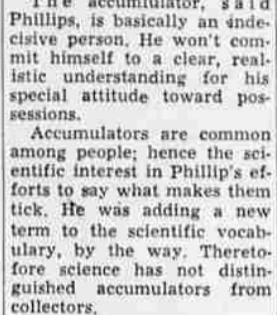 The accumulator, said
Phillips, is basically an inde-
cisive person. He won't com-
mit himself to a clear, real-
istic understanding for his
special attitude toward pos-
sessions.
Accumulators are common
among people; hence the sci-
entific interest in Phillip's ef-
forts to say what makes them
tick. He was adding a new
term to the scientific vocab-
ulary, by the way. Thereto-
fore science has not distin-
guished accumulators from
collectors.